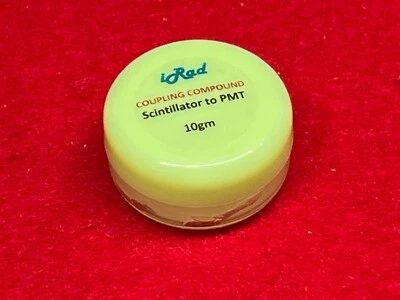 iRad
COUPLING COMPOUND
Scintillator to PMT
10gm